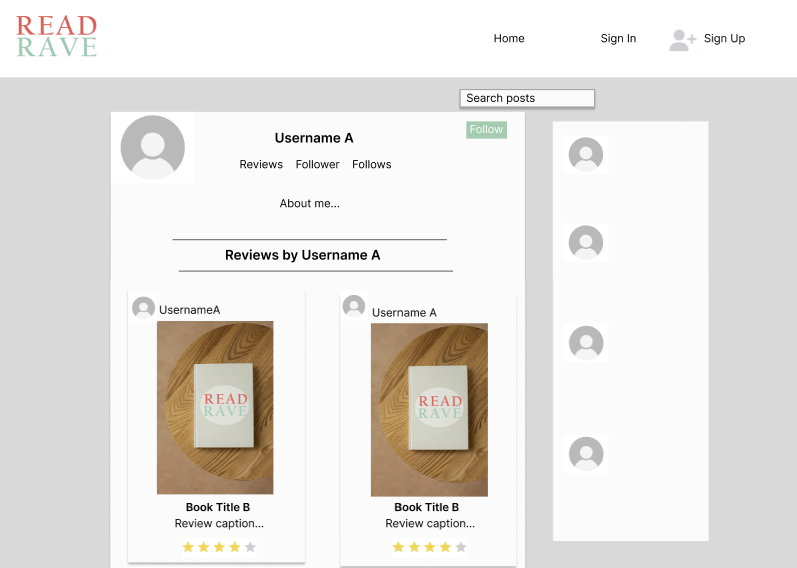 READ
RAVE
Home
Sign In
Sign Up
Search posts
Username A
Follow
Reviews Follower Follows
About me...
Reviews by Username A
UsernameA
READ
RAVE
Book Title B
Review caption...
Username A
READ
RAVE
Book Title B
Review caption...